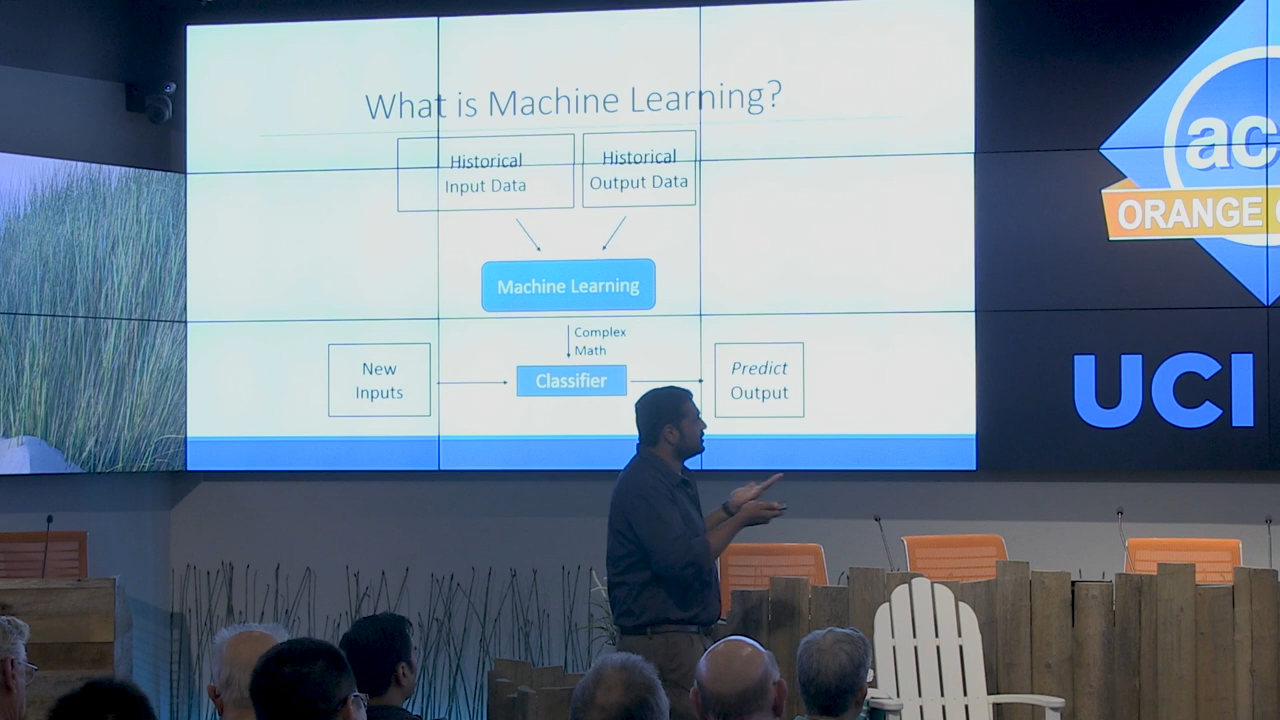 What is Machine Learning?
Historical
Input Data
Historical
Output Data
Machine Learning
Complex
Math
New
Inputs
Classifier
Predict
Output
ac
ORANGE
UCI